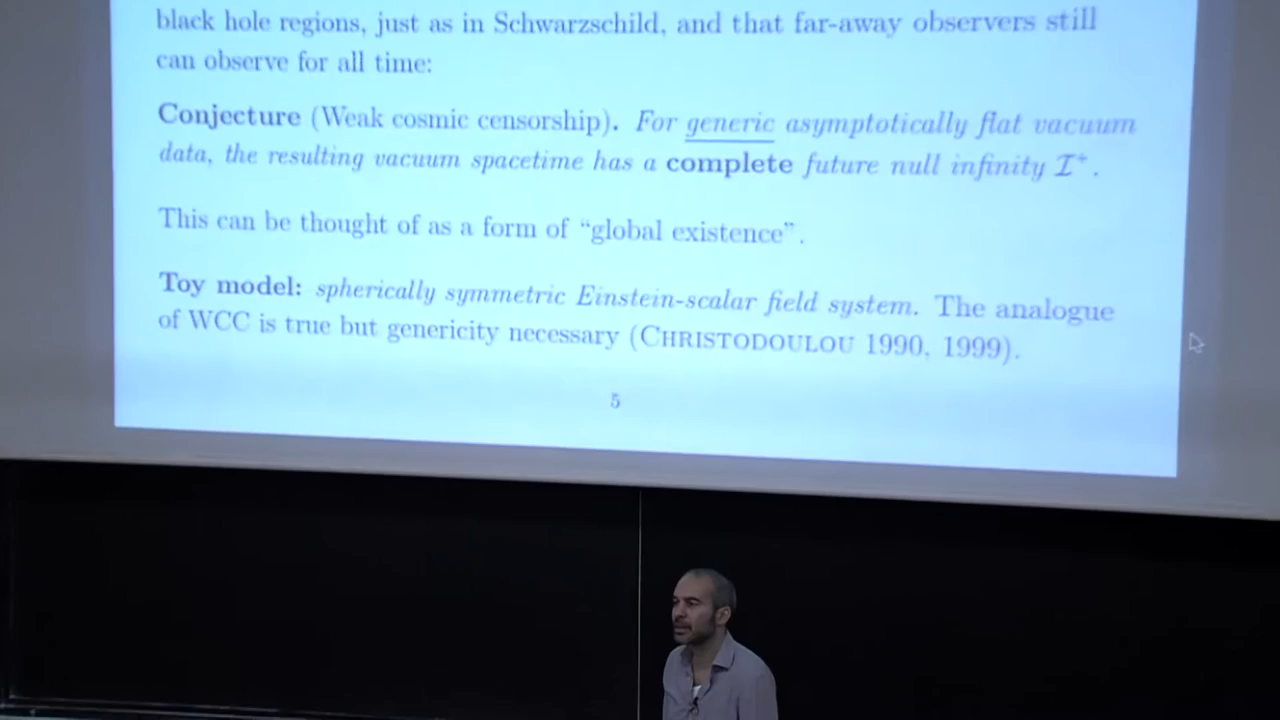 black hole regions, just as in Schwarzschild, and that far-away observers still
can observe for all time:
Conjecture (Weak cosmic censorship). For generic asymptotically flat vacuum
data, the resulting vacuum spacetime has a complete future null infinity I⁺.
This can be thought of as a form of “global existence”.
Toy model: spherically symmetric Einstein-scalar field system. The analogue
of WCC is true but genericity necessary (CHRISTODOULOU 1990, 1999).
5